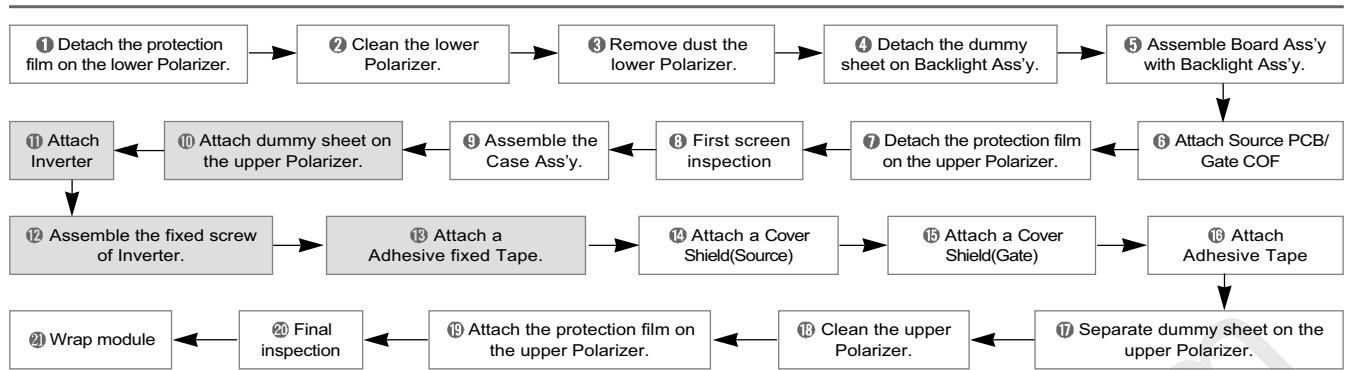 ❶ Detach the protection
film on the lower Polarizer.
❷ Clean the lower
Polarizer.
❸ Remove dust the
lower Polarizer.
❹ Detach the dummy
sheet on Backlight Ass'y.
❺ Assemble Board Ass'y
with Backlight Ass'y.
❻ Attach Source PCB/
Gate COF
❼ Detach the protection film
on the upper Polarizer.
❽ First screen
inspection
❾ Assemble the
Case Ass'y.
❿ Attach dummy sheet on
the upper Polarizer.
⓫ Attach
Inverter
⓬ Assemble the fixed screw
of Inverter.
⓭ Attach a
Adhesive fixed Tape.
⓮ Attach a Cover
Shield(Source)
⓯ Attach a Cover
Shield(Gate)
⓰ Attach
Adhesive Tape
⓱ Separate dummy sheet on the
upper Polarizer.
⓲ Clean the upper
Polarizer.
⓳ Attach the protection film on
the upper Polarizer.
⓴ Final
inspection
㉑ Wrap module